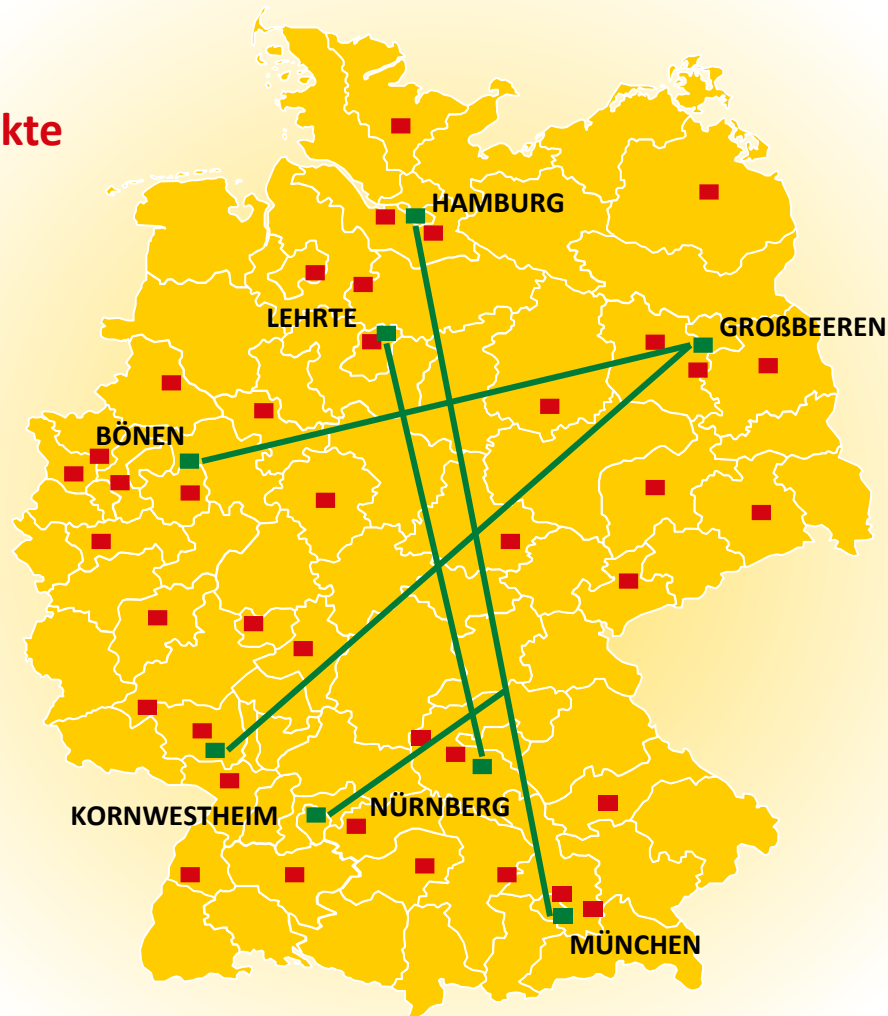 kte
HAMBURG
LEHRTE
GROßBEEREN
BÖNEN
KORNWESTHEIM
NÜRNBERG
MÜNCHEN